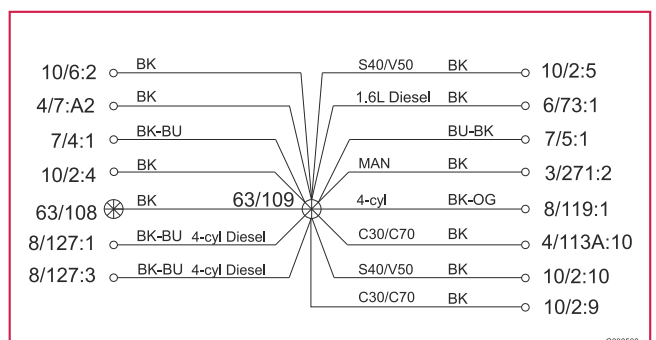 10/6:2 BK S40/V50 BK 10/2:5
4/7:A2 BK 1.6L Diesel BK 6/73:1
7/4:1 BK-BU BU-BK 7/5:1
10/2:4 BK MAN BK 3/271:2
63/108 BK 63/109 4-cyl BK-OG 8/119:1
8/127:1 BK-BU 4-cyl Diesel C30/C70 BK 4/113A:10
8/127:3 BK-BU 4-cyl Diesel S40/V50 BK 10/2:10
C30/C70 BK 10/2:9